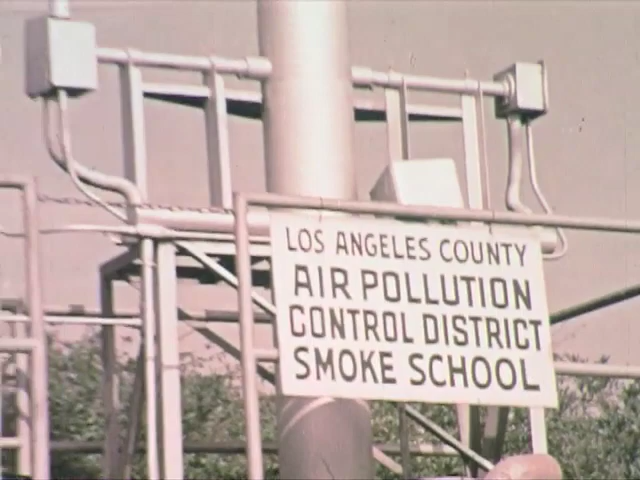 LOS ANGELES COUNTY
AIR POLLUTION
CONTROL DISTRICT
SMOKE SCHOOL